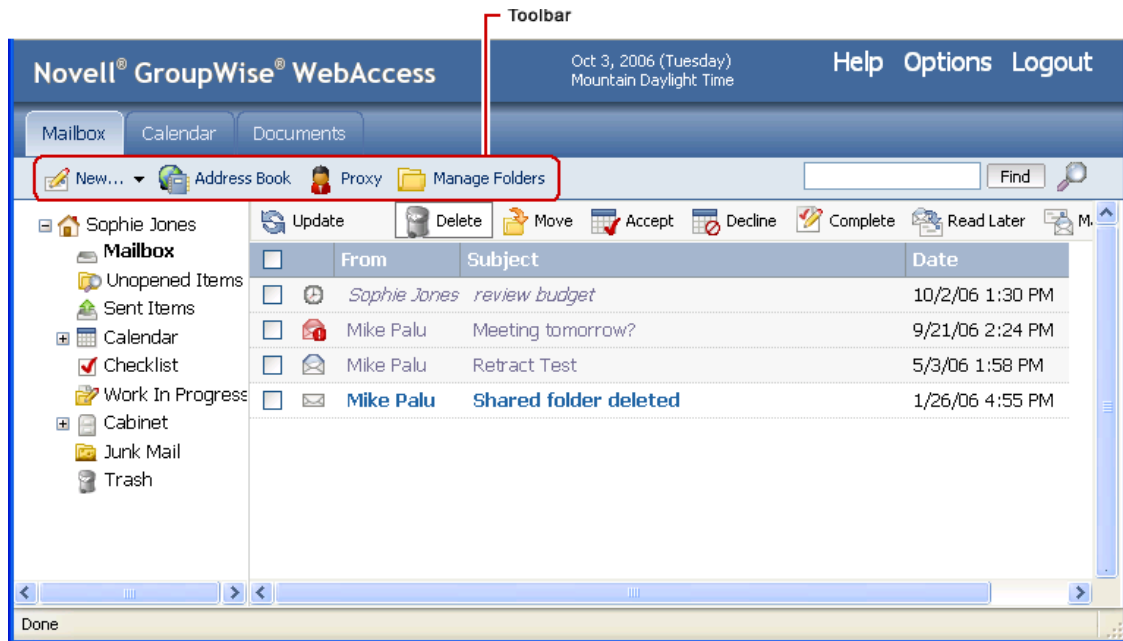 Toolbar
Novell® GroupWise® WebAccess
Oct 3, 2006 (Tuesday)
Mountain Daylight Time
Help Options Logout
Mailbox Calendar Documents
New... Address Book Proxy Manage Folders Find
Sophie Jones
Mailbox
Unopened Items
Sent Items
Calendar
Checklist
Work In Progress
Cabinet
Junk Mail
Trash
Update Delete Move Accept Decline Complete Read Later
From Subject Date
Sophie Jones review budget 10/2/06 1:30 PM
Mike Palu Meeting tomorrow? 9/21/06 2:24 PM
Mike Palu Retract Test 5/3/06 1:58 PM
Mike Palu Shared folder deleted 1/26/06 4:55 PM
Done